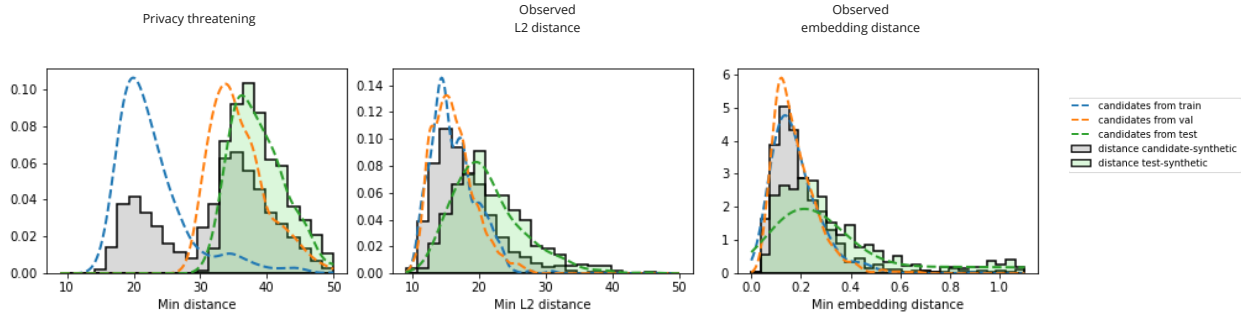 Privacy threatening
Observed
L2 distance
Observed
embedding distance
0.10
0.08
0.06
0.04
0.02
0.00
10
20
30
40
50
Min distance
0.14
0.12
0.10
0.08
0.06
0.04
0.02
0.00
10
20
30
40
50
Min L2 distance
6
5
4
3
2
1
0
0.0
0.2
0.4
0.6
0.8
1.0
Min embedding distance
candidates from train
candidates from val
candidates from test
distance candidate-synthetic
distance test-synthetic